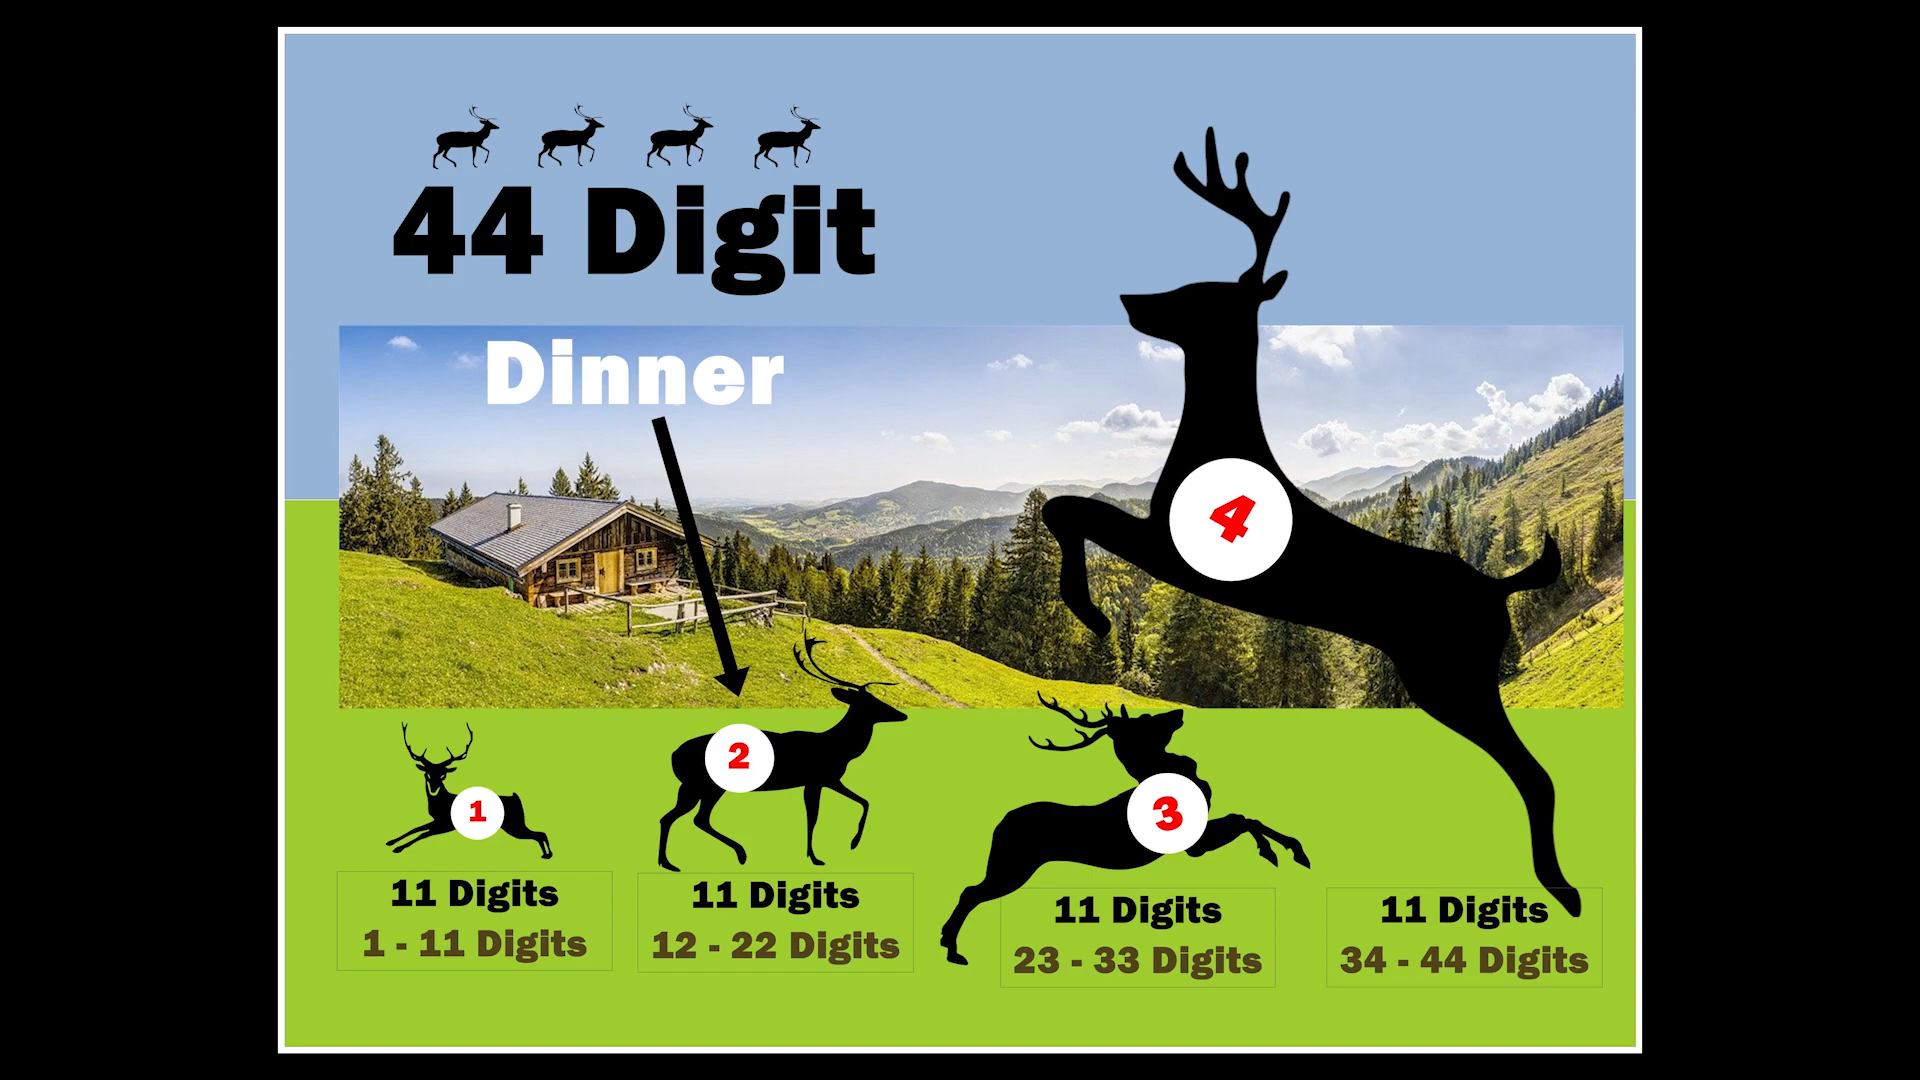 44 Digit
Dinner
4
2
1
3
11 Digits
1 - 11 Digits
11 Digits
12 - 22 Digits
11 Digits
23 - 33 Digits
11 Digits
34 - 44 Digits